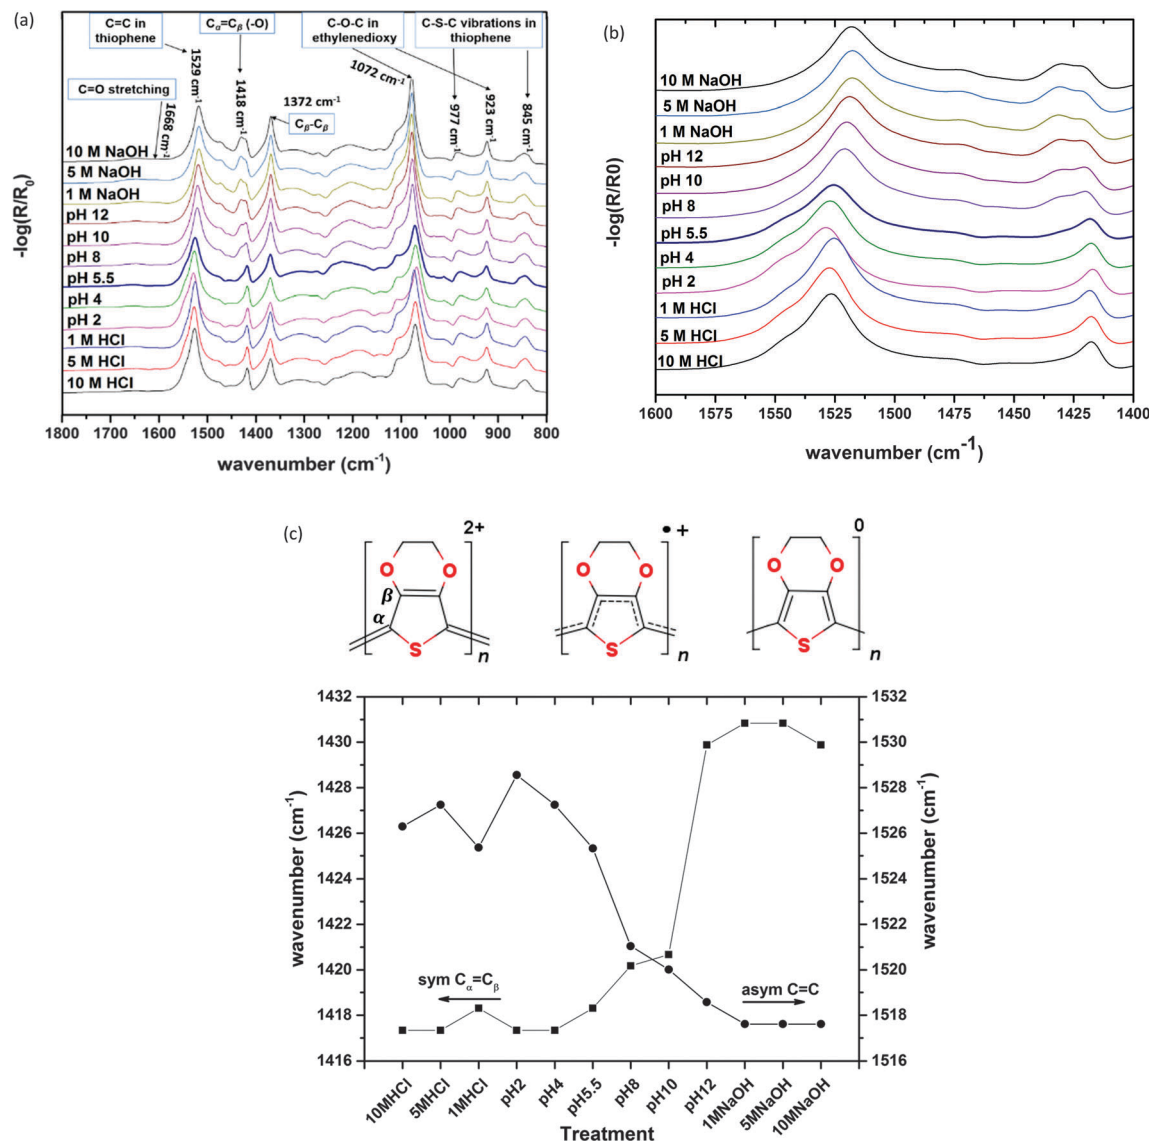 (a)
C=C in
thiophene
Cα=Cβ (-O)
C-O-C in
ethylenedioxy
C-S-C vibrations in
thiophene
C=O stretching
1668 cm-1
1529 cm-1
1418 cm-1
1372 cm-1
Cβ-Cβ
1072 cm-1
977 cm-1
923 cm-1
845 cm-1
10 M NaOH
5 M NaOH
1 M NaOH
pH 12
pH 10
pH 8
pH 5.5
pH 4
pH 2
1 M HCl
5 M HCl
10 M HCl
-log(R/R0)
1800 1700 1600 1500 1400 1300 1200 1100 1000 900 800
wavenumber (cm-1)
(b)
10 M NaOH
5 M NaOH
1 M NaOH
pH 12
pH 10
pH 8
pH 5.5
pH 4
pH 2
1 M HCl
5 M HCl
10 M HCl
-log(R/R0)
1600 1575 1550 1525 1500 1475 1450 1425 1400
wavenumber (cm-1)
(c)
2+
O O
β
α
S
n
• +
O O
S
n
0
O O
S
n
1432 1532
1430 1530
1428 1528
1426 1526
1424 1524
1422 1522
1420 1520
1418 1518
1416 1516
wavenumber (cm-1)
wavenumber (cm-1)
sym Cα=Cβ
asym C=C
10MHCl 5MHCl 1MHCl pH2 pH4 pH5.5 pH8 pH10 pH12 1MNaOH 5MNaOH 10MNaOH
Treatment